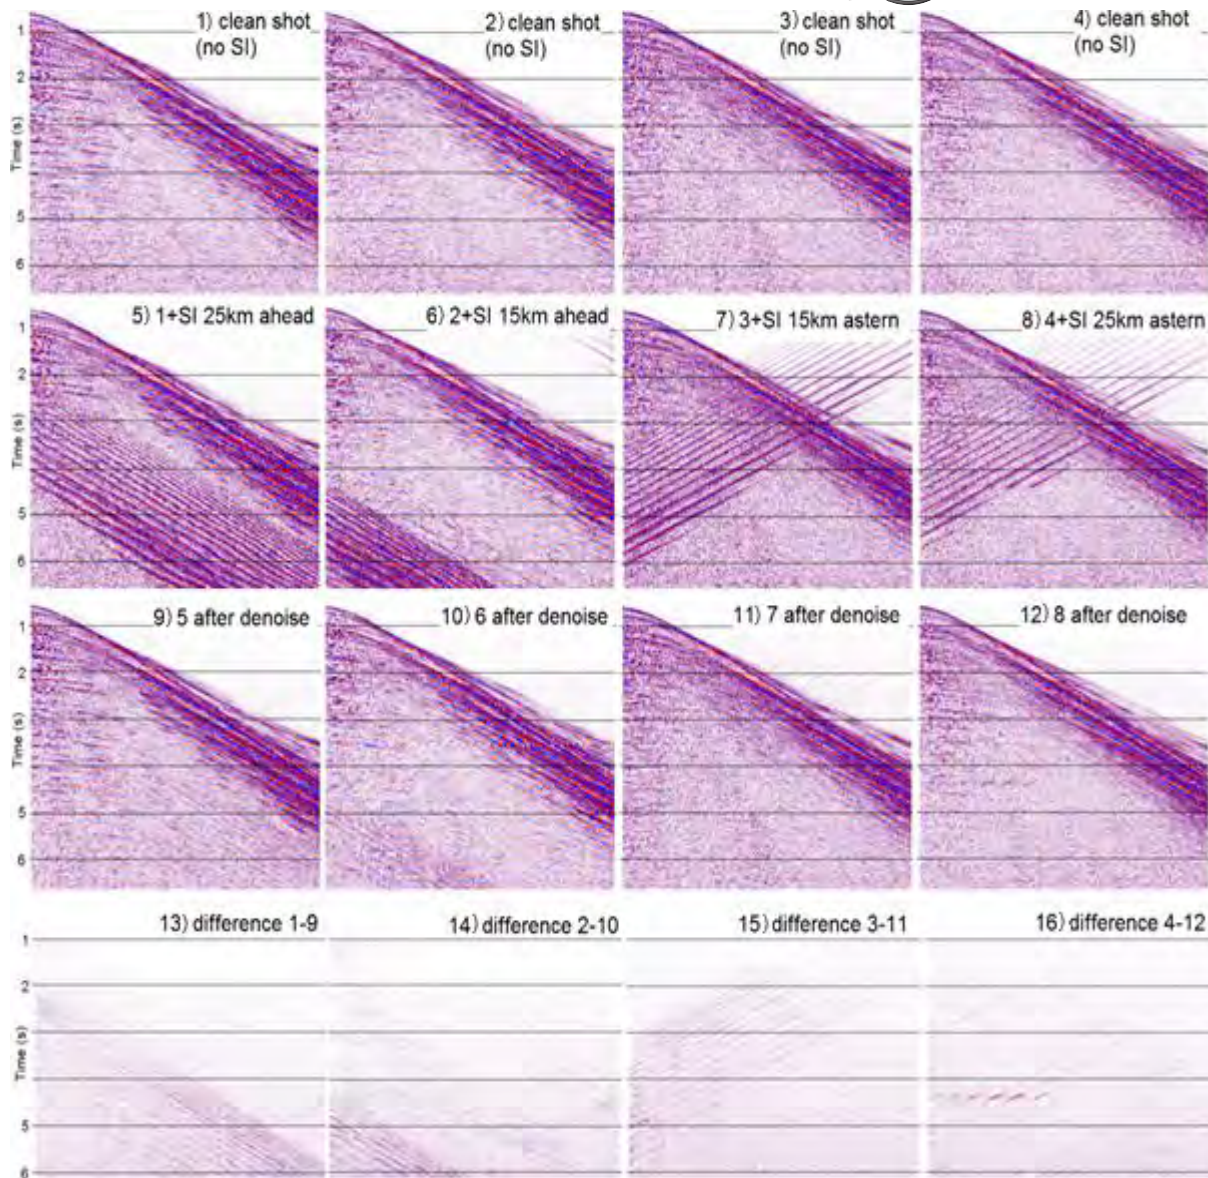 1) clean shot
(no SI)
2) clean shot
(no SI)
3) clean shot
(no SI)
4) clean shot
(no SI)
1
2
Time (s)
5
6
5) 1+SI 25km ahead
6) 2+SI 15km ahead
7) 3+SI 15km astern
8) 4+SI 25km astern
1
2
Time (s)
5
6
9) 5 after denoise
10) 6 after denoise
11) 7 after denoise
12) 8 after denoise
1
2
Time (s)
5
6
13) difference 1-9
14) difference 2-10
15) difference 3-11
16) difference 4-12
1
2
Time (s)
5
6